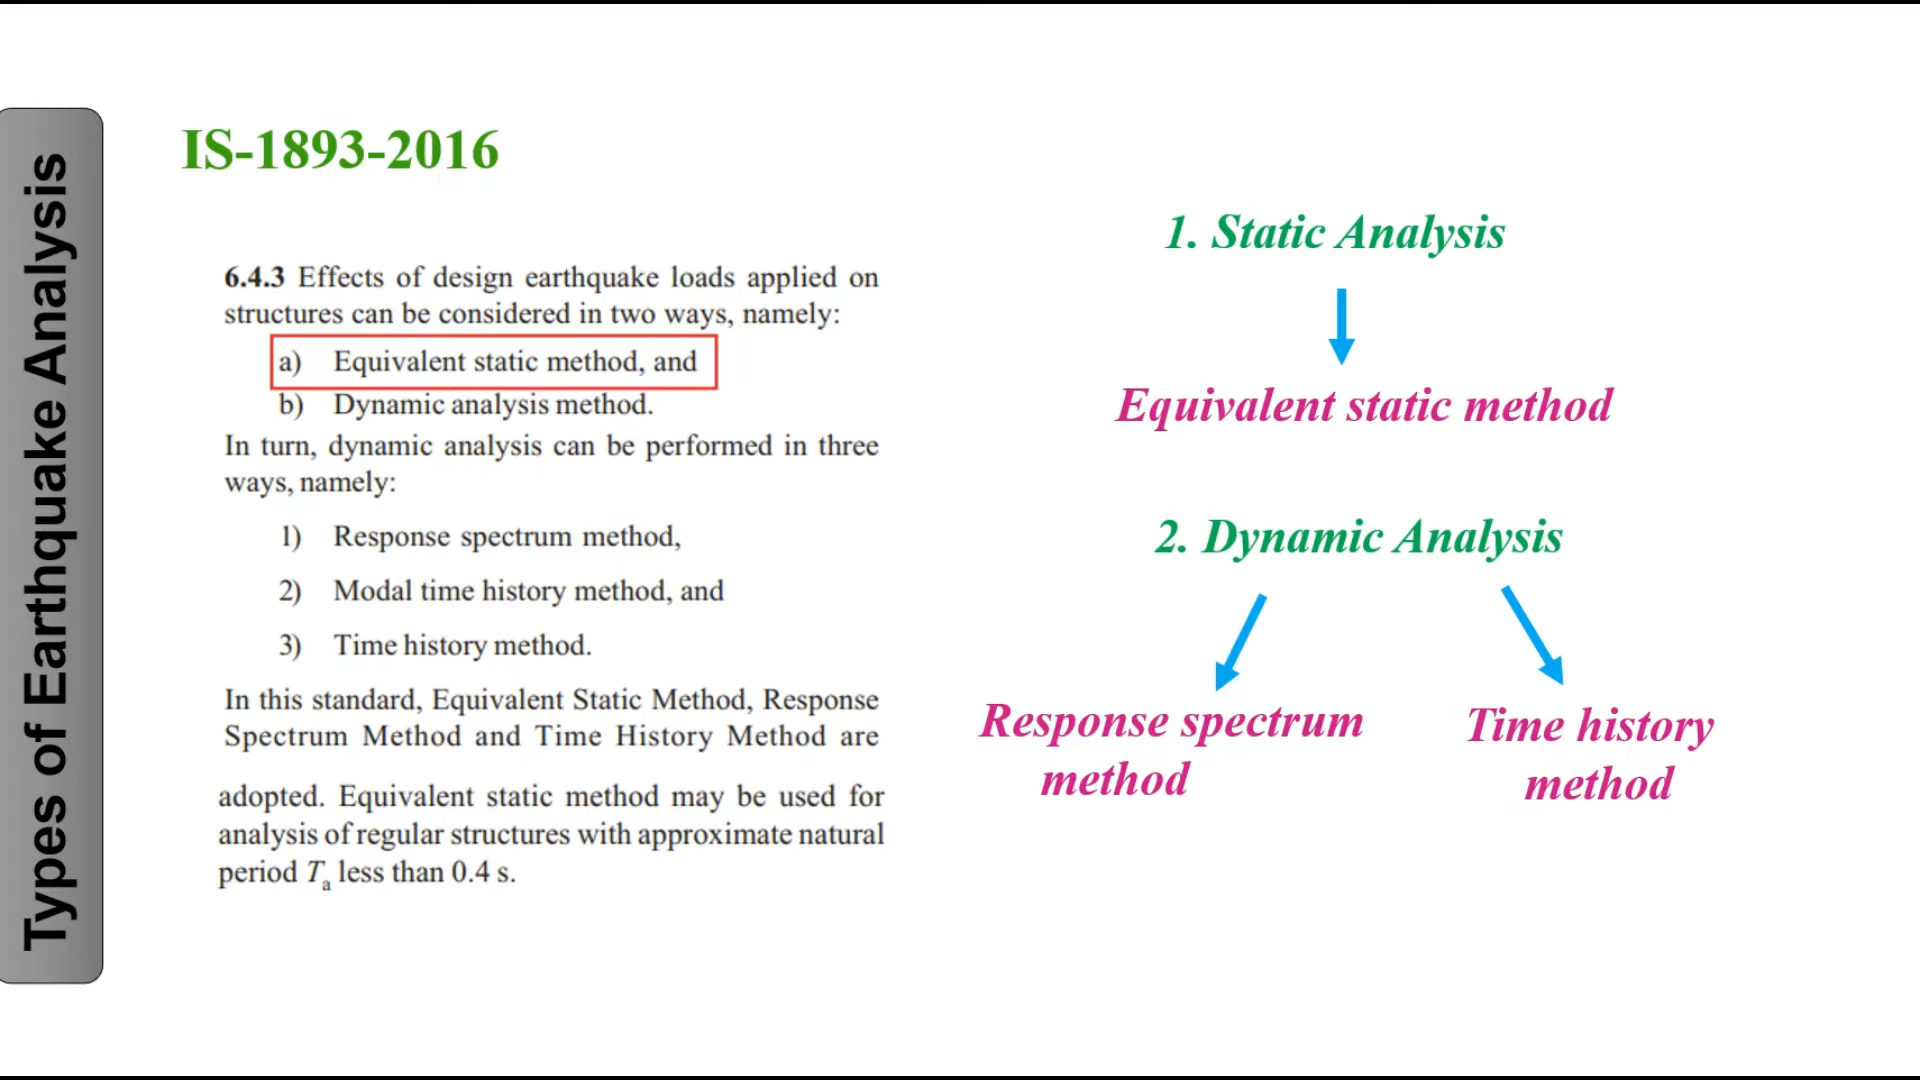 Types of Earthquake Analysis
IS-1893-2016
6.4.3 Effects of design earthquake loads applied on
structures can be considered in two ways, namely:
a) Equivalent static method, and
b) Dynamic analysis method.
In turn, dynamic analysis can be performed in three
ways, namely:
1) Response spectrum method,
2) Modal time history method, and
3) Time history method.
In this standard, Equivalent Static Method, Response
Spectrum Method and Time History Method are
adopted. Equivalent static method may be used for
analysis of regular structures with approximate natural
period Ta less than 0.4 s.
1. Static Analysis
Equivalent static method
2. Dynamic Analysis
Response spectrum
method
Time history
method